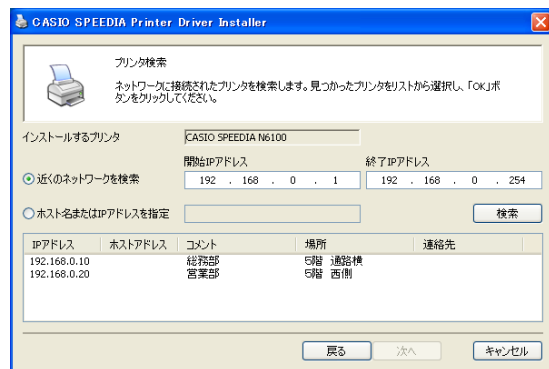 CASIO SPEEDIA Printer Driver Installer
プリンタ検索
ネットワークに接続されたプリンタを検索します。見つかったプリンタをリストから選択し、「OK」ボ
タンをクリックしてください。
インストールするプリンタ CASIO SPEEDIA N6100
開始IPアドレス 終了IPアドレス
近くのネットワークを検索 192 . 168 . 0 . 1 192 . 168 . 0 . 254
ホスト名またはIPアドレスを指定 検索
IPアドレス ホストアドレス コメント 場所 連絡先
192.168.0.10 総務部 5階 通路横
192.168.0.20 営業部 5階 西側
戻る 次へ キャンセル